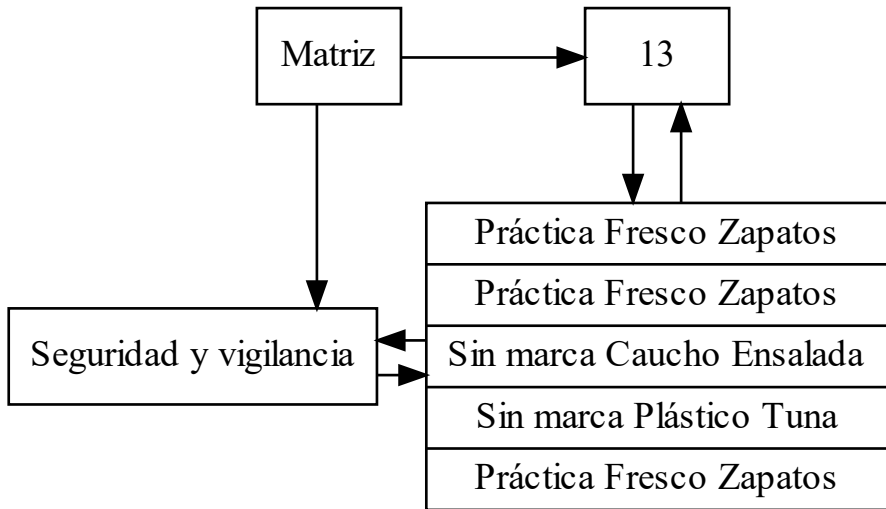 Matriz
13
Práctica Fresco Zapatos
Práctica Fresco Zapatos
Seguridad y vigilancia
Sin marca Caucho Ensalada
Sin marca Plástico Tuna
Práctica Fresco Zapatos